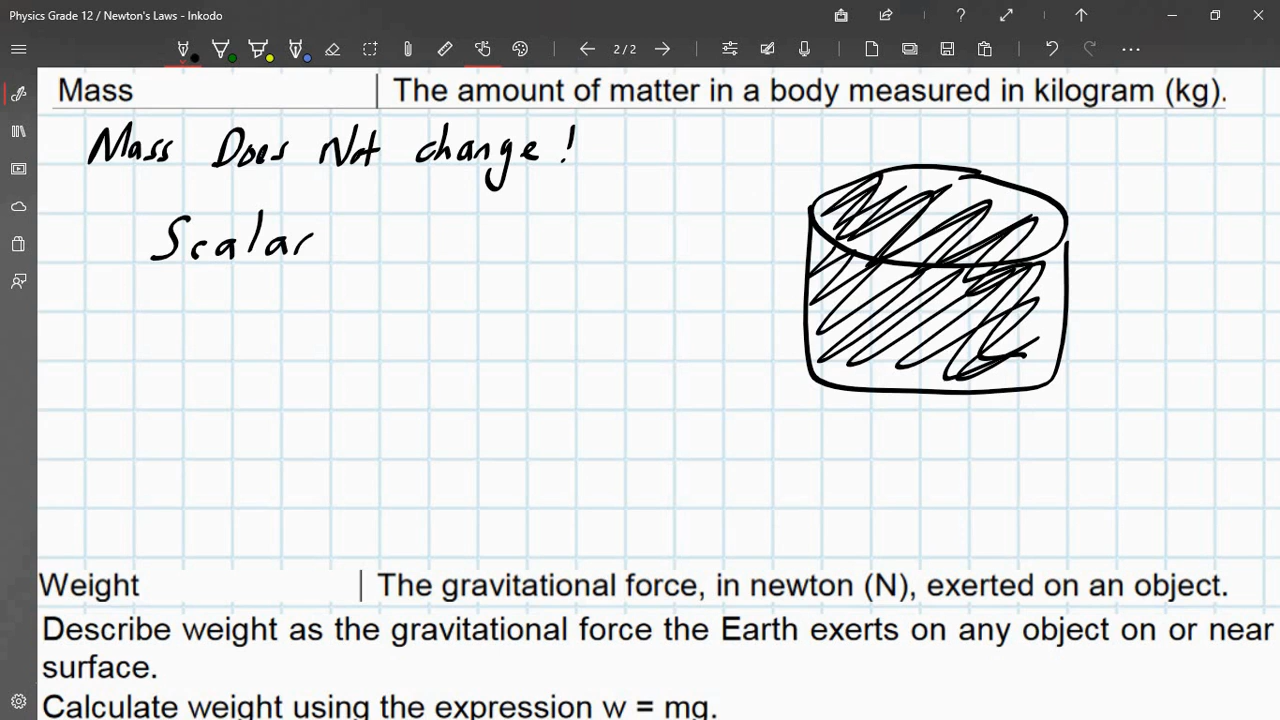 Physics Grade 12 / Newton's Laws - Inkodo
2/2
Mass
The amount of matter in a body measured in kilogram (kg).
Mass Does Not change !
Scalar
Weight
The gravitational force, in newton (N), exerted on an object.
Describe weight as the gravitational force the Earth exerts on any object on or near
surface.
Calculate weight using the expression w = mg.